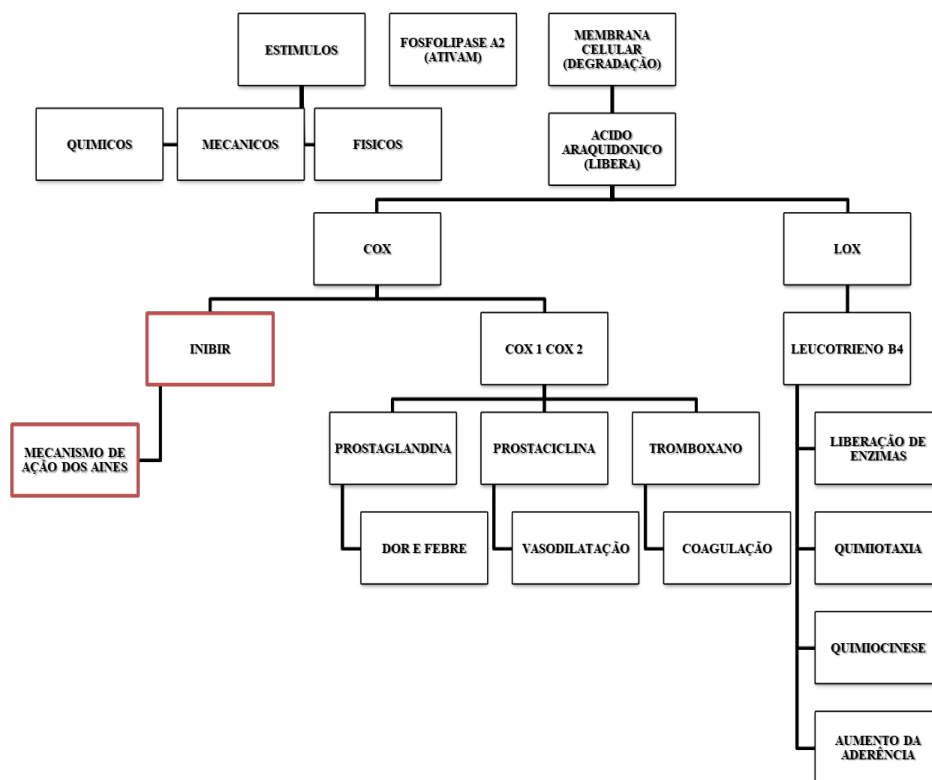 ESTIMULOS
FOSFOLIPASE A2
(ATIVAM)
MEMBRANA
CELULAR
(DEGRADAÇÃO)
QUIMICOS
MECANICOS
FISICOS
ACIDO
ARAQUIDONICO
(LIBERA)
COX
LOX
INIBIR
COX 1 COX 2
LEUCOTRIENO B4
MECANISMO DE
AÇÃO DOS AINES
PROSTAGLANDINA
PROSTACICLINA
TROMBOXANO
LIBERAÇÃO DE
ENZIMAS
DOR E FEBRE
VASODILATAÇÃO
COAGULAÇÃO
QUIMIOTAXIA
QUIMIOCINESE
AUMENTO DA
ADERÊNCIA